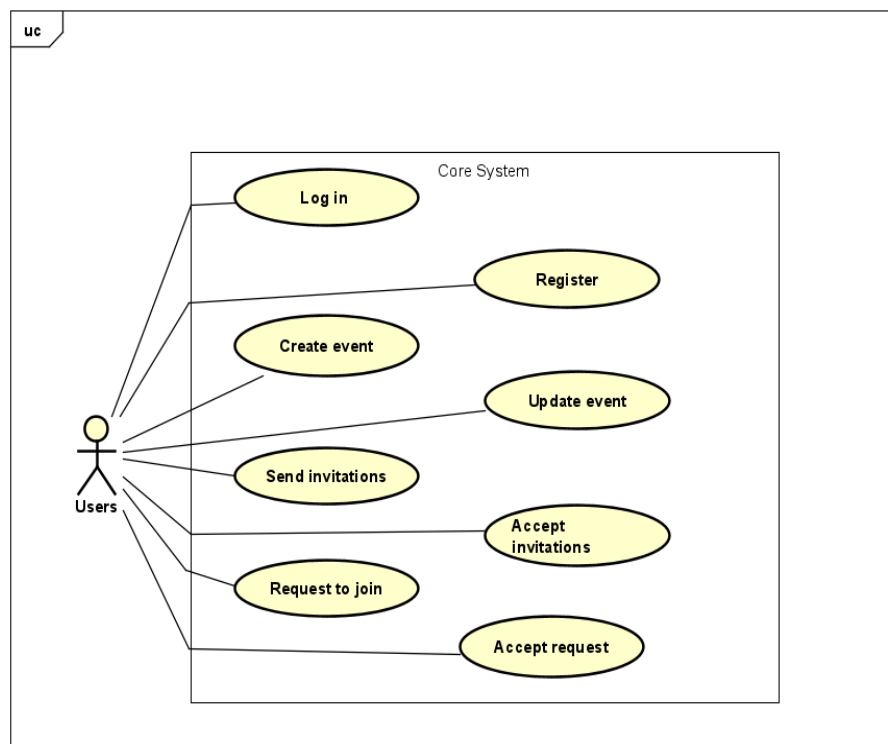 uc
Core System
Log in
Register
Create event
Update event
Send invitations
Users
Accept
invitations
Request to join
Accept request